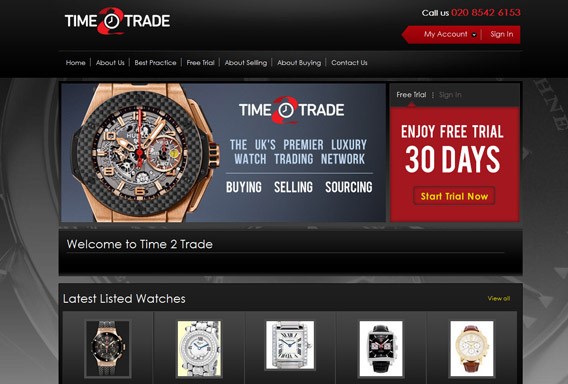 TIME 2 TRADE
Call us 020 8542 6153
My Account | Sign In
Home | About Us | Best Practice | Free Trial | About Selling | About Buying | Contact Us
TIME 2 TRADE
THE UK'S PREMIER LUXURY
WATCH TRADING NETWORK
BUYING SELLING SOURCING
Free Trial | Sign In
ENJOY FREE TRIAL
30 DAYS
Start Trial Now
Welcome to Time 2 Trade
Latest Listed Watches
View all